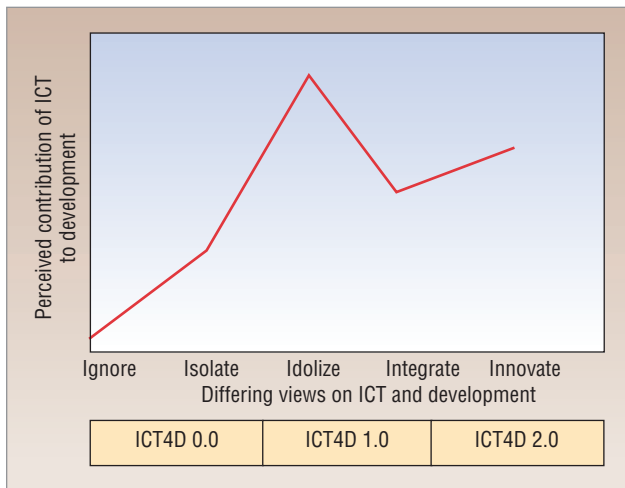 Perceived contribution of ICT
to development
Ignore Isolate Idolize Integrate Innovate
Differing views on ICT and development
ICT4D 0.0 ICT4D 1.0 ICT4D 2.0